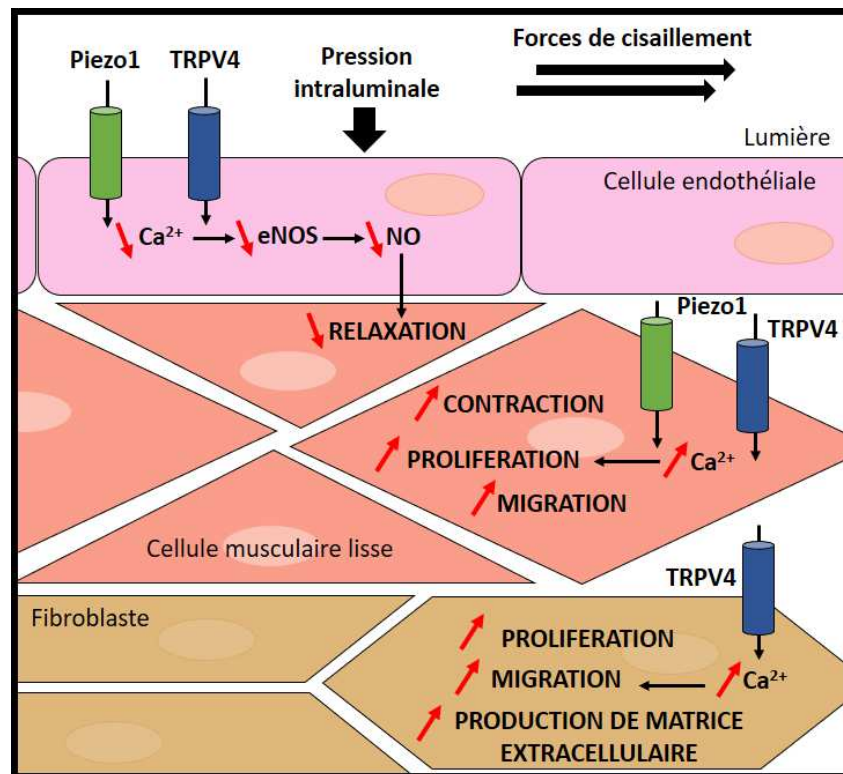 Piezo1
TRPV4
Pression
intraluminale
Forces de cisaillement
Lumière
Cellule endothéliale
Ca²⁺
eNOS
NO
RELAXATION
Piezo1
TRPV4
CONTRACTION
PROLIFERATION
Ca²⁺
MIGRATION
Cellule musculaire lisse
TRPV4
Fibroblaste
PROLIFERATION
MIGRATION
Ca²⁺
PRODUCTION DE MATRICE
EXTRACELLULAIRE